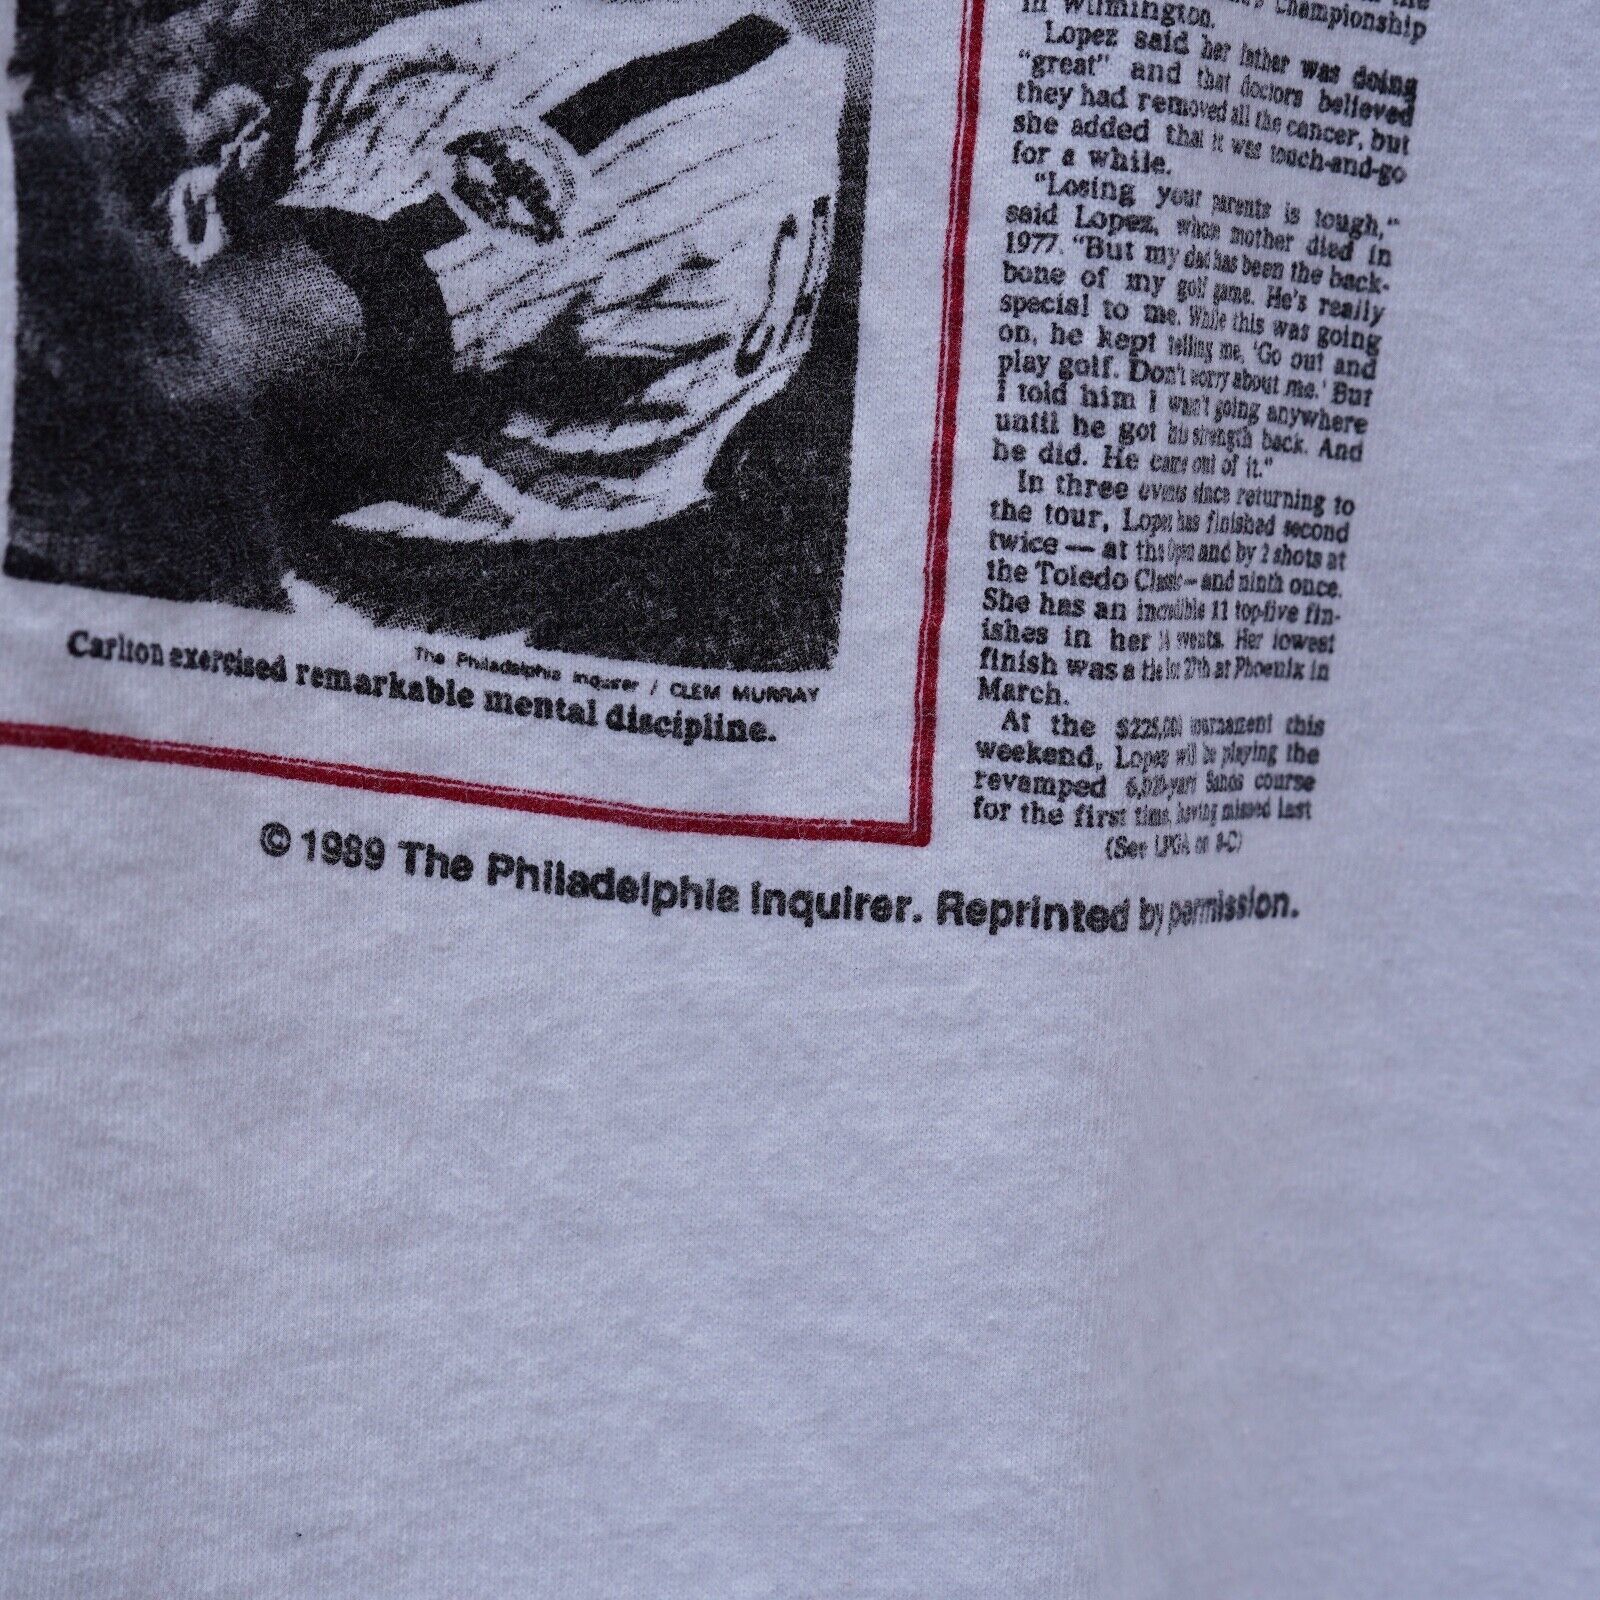 The Philadelphia Inquirer / CLEM MURRAY
Carlton exercised remarkable mental discipline.
Championship
in Wilmington.
Lopez said her father was doing
"great" and that doctors believed
they had removed all the cancer, but
she added that it was touch-and-go
for a while.
"Losing your parents is tough,"
said Lopez, whose mother died in
1977. "But my dad has been the back-
bone of my golf game. He's really
special to me. While this was going
on, he kept telling me, 'Go out and
play golf. Don't worry about me.' But
I told him I wasn't going anywhere
until he got his strength back. And
he did. He came out of it."
In three events since returning to
the tour, Lopez has finished second
twice — at the Open and by 2 shots at
the Toledo Classic — and ninth once.
She has an incredible 11 top-five fin-
ishes in her 14 events. Her lowest
finish was a tie for 27th at Phoenix in
March.
At the $225,000 tournament this
weekend, Lopez will be playing the
revamped course
for the first time, having missed last
(See LPGA on 8-C)
© 1989 The Philadelphia Inquirer. Reprinted by permission.